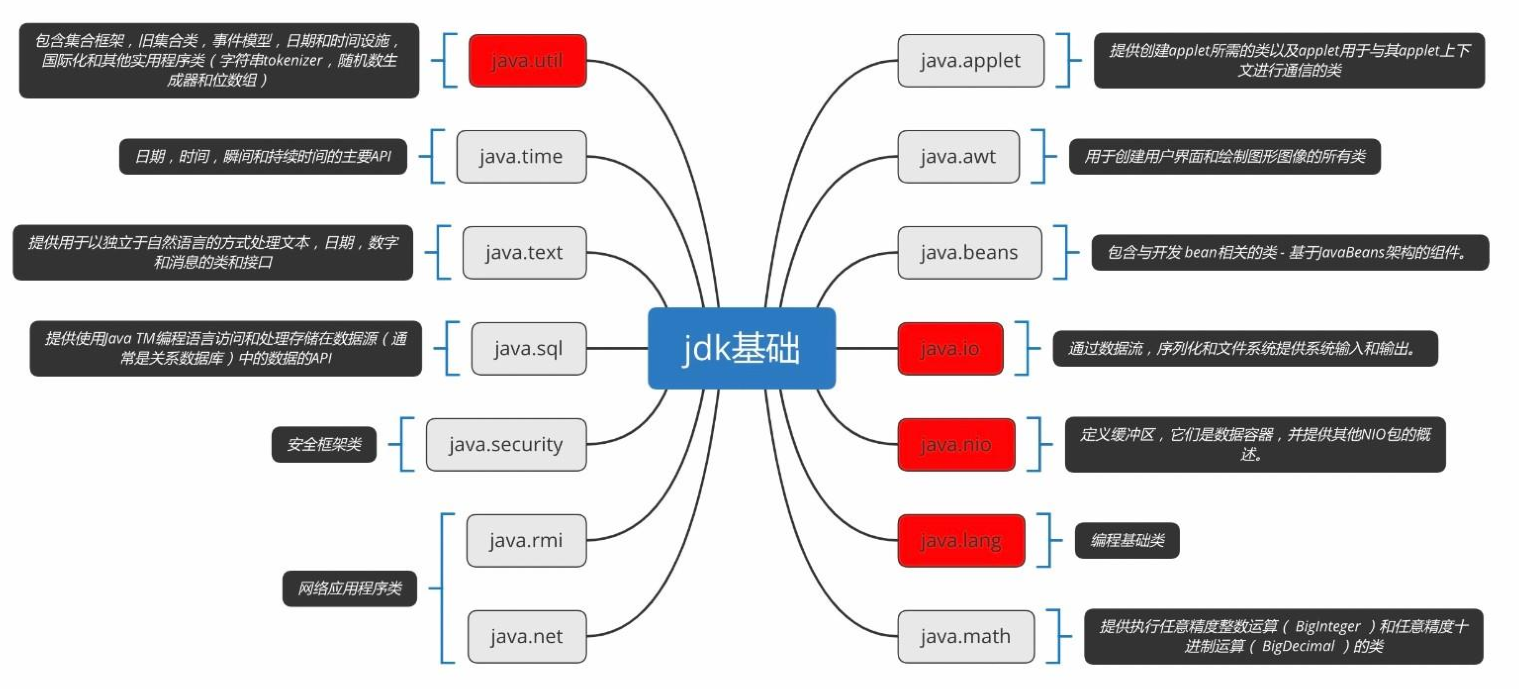 包含集合框架，旧集合类，事件模型，日期和时间设施，
国际化和其他实用程序类（字符串tokenizer，随机数生
成器和位数组）
java.util
日期，时间，瞬间和持续时间的主要API
java.time
提供用于以独立于自然语言的方式处理文本，日期，数字
和消息的类和接口
java.text
提供使用Java TM编程语言访问和处理存储在数据源（通
常是关系数据库）中的数据的API
java.sql
安全框架类
java.security
网络应用程序类
java.rmi
java.net
jdk基础
java.applet
提供创建applet所需的类以及applet用于与其applet上下
文进行通信的类
java.awt
用于创建用户界面和绘制图形图像的所有类
java.beans
包含与开发 bean相关的类 - 基于JavaBeans架构的组件。
java.io
通过数据流，序列化和文件系统提供系统输入和输出。
java.nio
定义缓冲区，它们是数据容器，并提供其他NIO包的概
述。
java.lang
编程基础类
java.math
提供执行任意精度整数运算（ BigInteger ）和任意精度十
进制运算（ BigDecimal ）的类